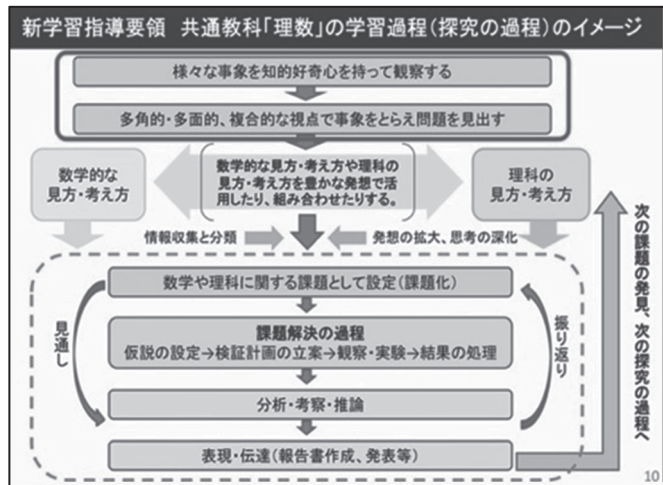 新学習指導要領　共通教科「理数」の学習過程（探究の過程）のイメージ
様々な事象を知的好奇心を持って観察する
多角的・多面的、複合的な視点で事象をとらえ問題を見出す
数学的な
見方・考え方
数学的な見方・考え方や理科の
見方・考え方を豊かな発想で活
用したり、組み合わせたりする。
理科の
見方・考え方
情報収集と分類
発想の拡大、思考の深化
数学や理科に関する課題として設定（課題化）
課題解決の過程
仮説の設定→検証計画の立案→観察・実験→結果の処理
分析・考察・推論
表現・伝達（報告書作成、発表等）
見通し
振り返り
次の課題の発見、次の探究の過程へ
10